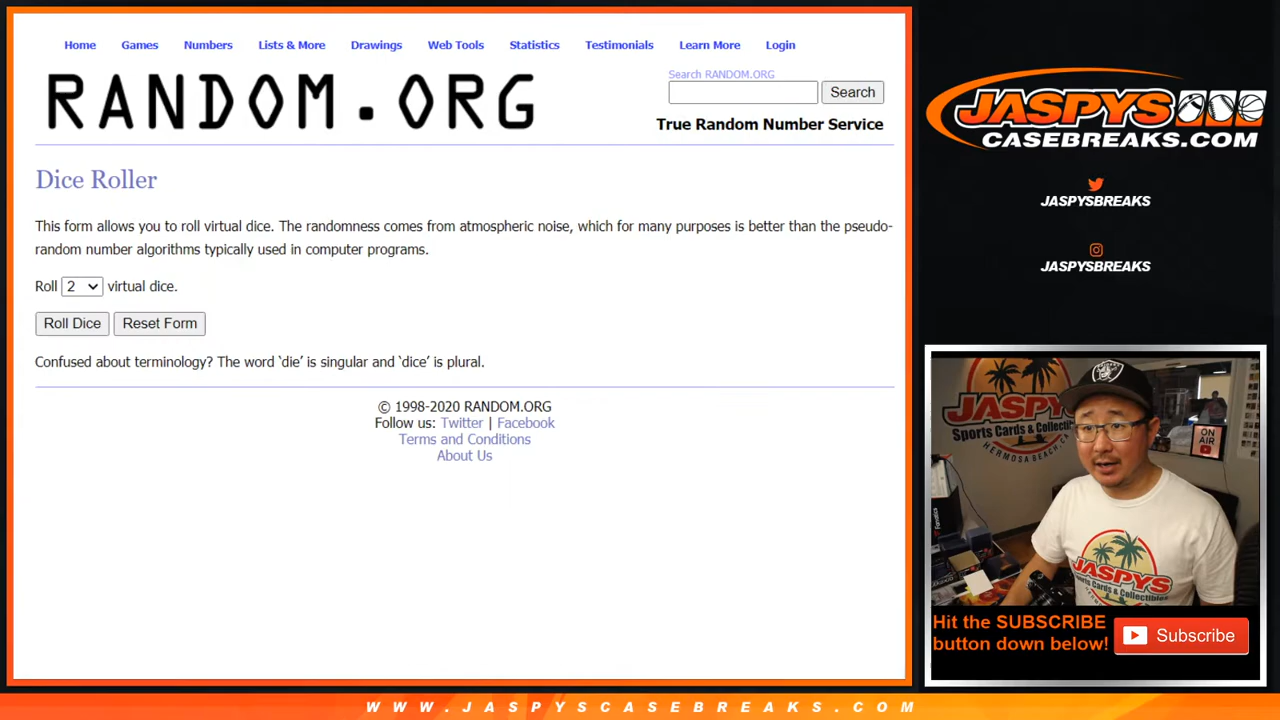 Home Games Numbers Lists & More Drawings Web Tools Statistics Testimonials Learn More Login
RANDOM.ORG
Search RANDOM.ORG
Search
True Random Number Service
Dice Roller
This form allows you to roll virtual dice. The randomness comes from atmospheric noise, which for many purposes is better than the pseudo-
random number algorithms typically used in computer programs.
Roll 2 virtual dice.
Roll Dice Reset Form
Confused about terminology? The word ‘die’ is singular and ‘dice’ is plural.
© 1998-2020 RANDOM.ORG
Follow us: Twitter | Facebook
Terms and Conditions
About Us
JASPYS
CASEBREAKS.COM
JASPYSBREAKS
JASPYSBREAKS
JASPYS
Sports Cards & Collectibles
HERMOSA BEACH, CA
ON
AIR
Fanatics
JASPYS
Sports Cards & Collectibles
Hit the SUBSCRIBE
button down below!
Subscribe
WWW.JASPYSCASEBREAKS.COM